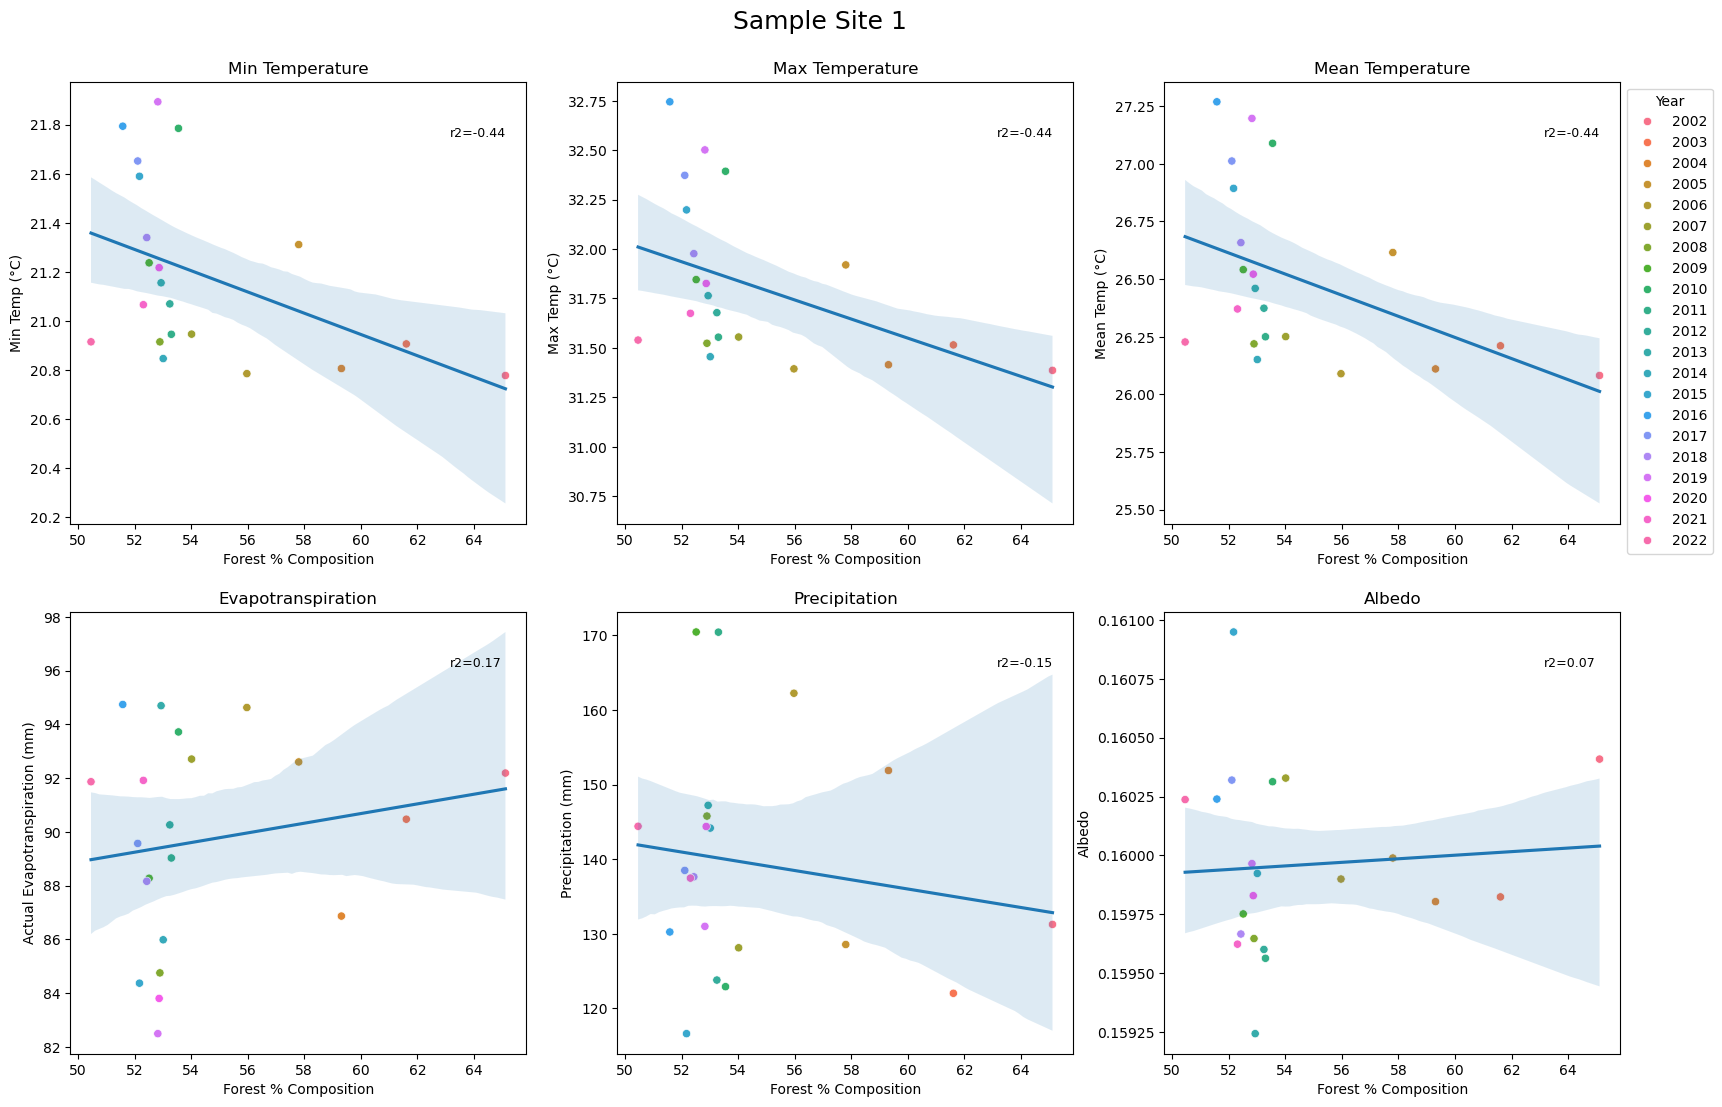 Sample Site 1
Min Temperature
Min Temp (°C)
21.8
21.6
21.4
21.2
21.0
20.8
20.6
20.4
20.2
r2=-0.44
50 52 54 56 58 60 62 64
Forest % Composition
Max Temperature
Max Temp (°C)
32.75
32.50
32.25
32.00
31.75
31.50
31.25
31.00
30.75
r2=-0.44
50 52 54 56 58 60 62 64
Forest % Composition
Mean Temperature
Mean Temp (°C)
27.25
27.00
26.75
26.50
26.25
26.00
25.75
25.50
r2=-0.44
50 52 54 56 58 60 62 64
Forest % Composition
Year
2002
2003
2004
2005
2006
2007
2008
2009
2010
2011
2012
2013
2014
2015
2016
2017
2018
2019
2020
2021
2022
Evapotranspiration
Actual Evapotranspiration (mm)
98
96
94
92
90
88
86
84
82
r2=0.17
50 52 54 56 58 60 62 64
Forest % Composition
Precipitation
Precipitation (mm)
170
160
150
140
130
120
r2=-0.15
50 52 54 56 58 60 62 64
Forest % Composition
Albedo
Albedo
0.16100
0.16075
0.16050
0.16025
0.16000
0.15975
0.15950
0.15925
r2=0.07
50 52 54 56 58 60 62 64
Forest % Composition